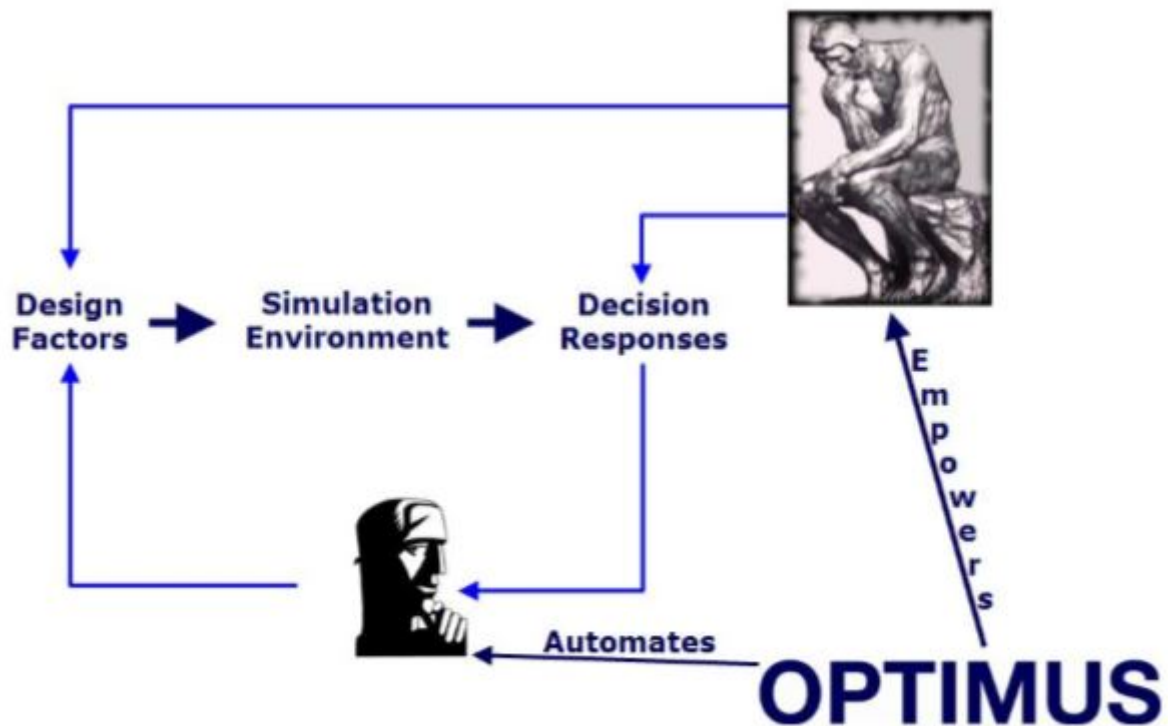 Design
Factors
Simulation
Environment
Decision
Responses
Empowers
Automates
OPTIMUS